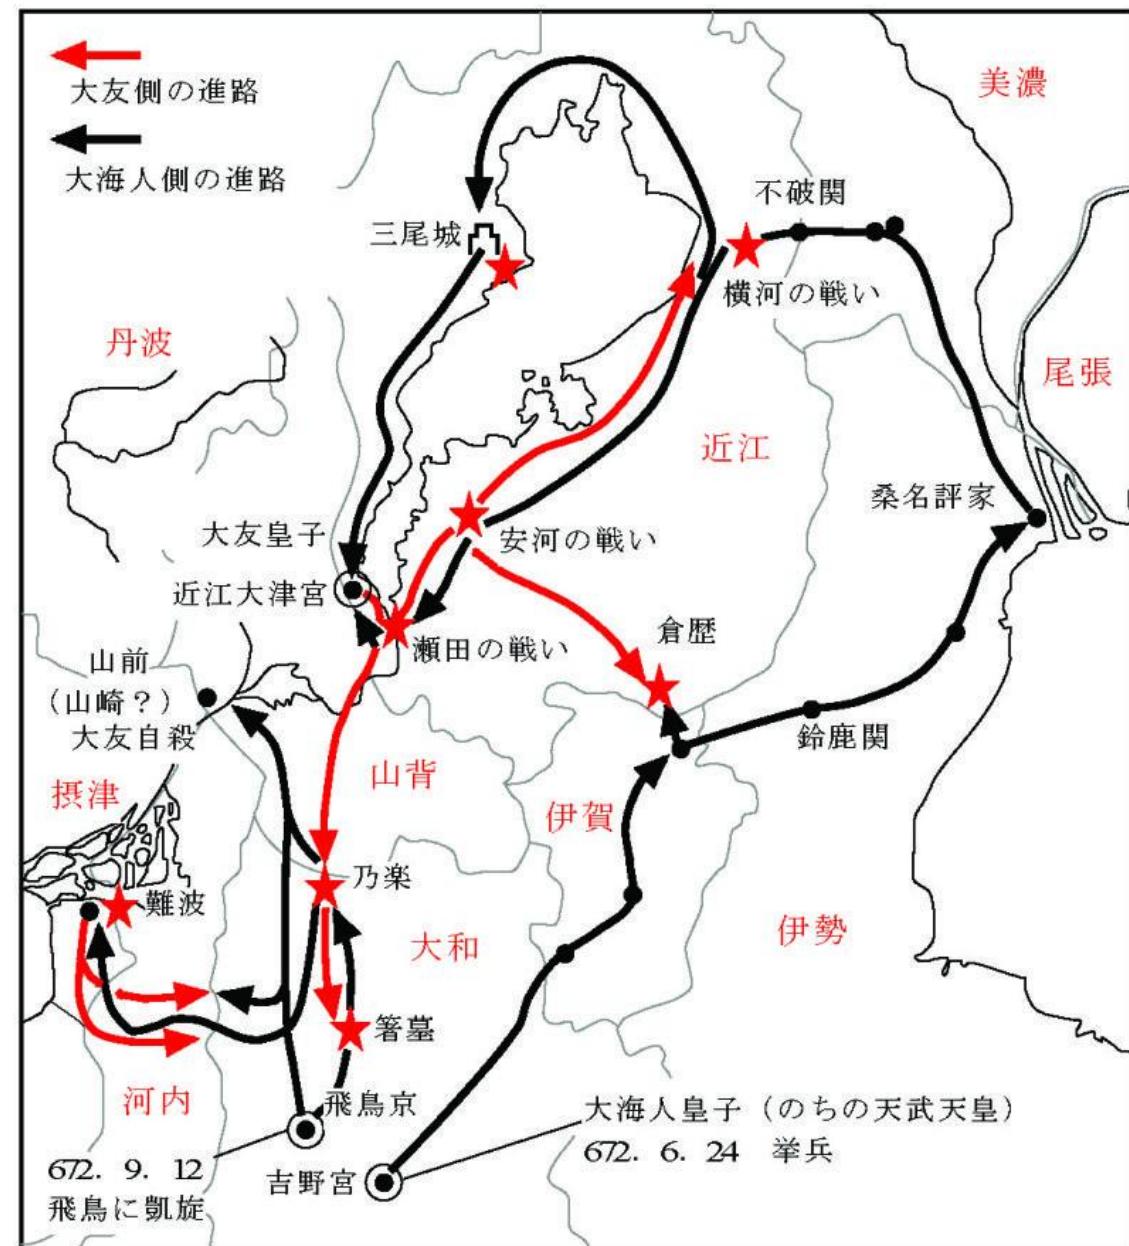 大友側の進路
大海人側の進路
美濃
不破関
三尾城
横河の戦い
丹波
尾張
近江
桑名評家
大友皇子
安河の戦い
近江大津宮
倉歴
瀬田の戦い
山前
(山崎?)
大友自殺
鈴鹿関
山背
摂津
伊賀
乃楽
難波
大和
伊勢
箸墓
河内
飛鳥京
大海人皇子(のちの天武天皇)
672. 6. 24 挙兵
672. 9. 12
飛鳥に凱旋
吉野宮